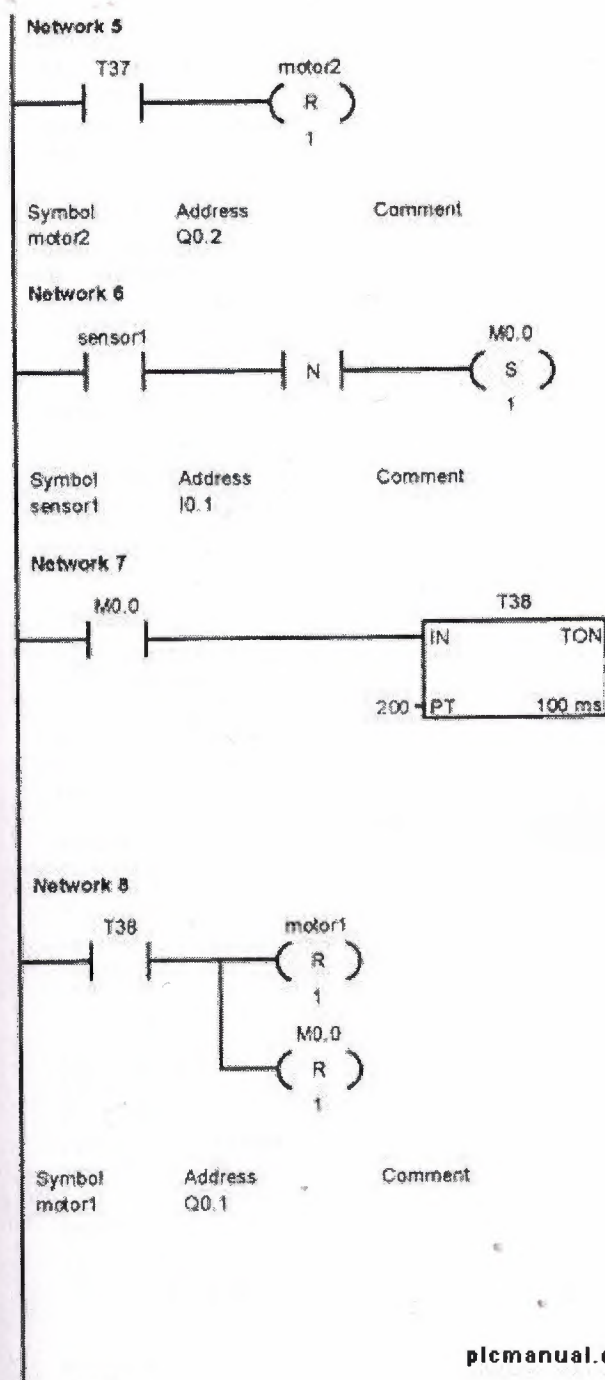 Network 5
T37 motor2
R
1
Symbol Address Comment
motor2 Q0.2
Network 6
sensor1 M0.0
N S
1
Symbol Address Comment
sensor1 I0.1
Network 7
M0.0 T38
IN TON
200 PT 100 ms
Network 8
T38 motor1
R
1
M0.0
R
1
Symbol Address Comment
motor1 Q0.1
plcmanual.